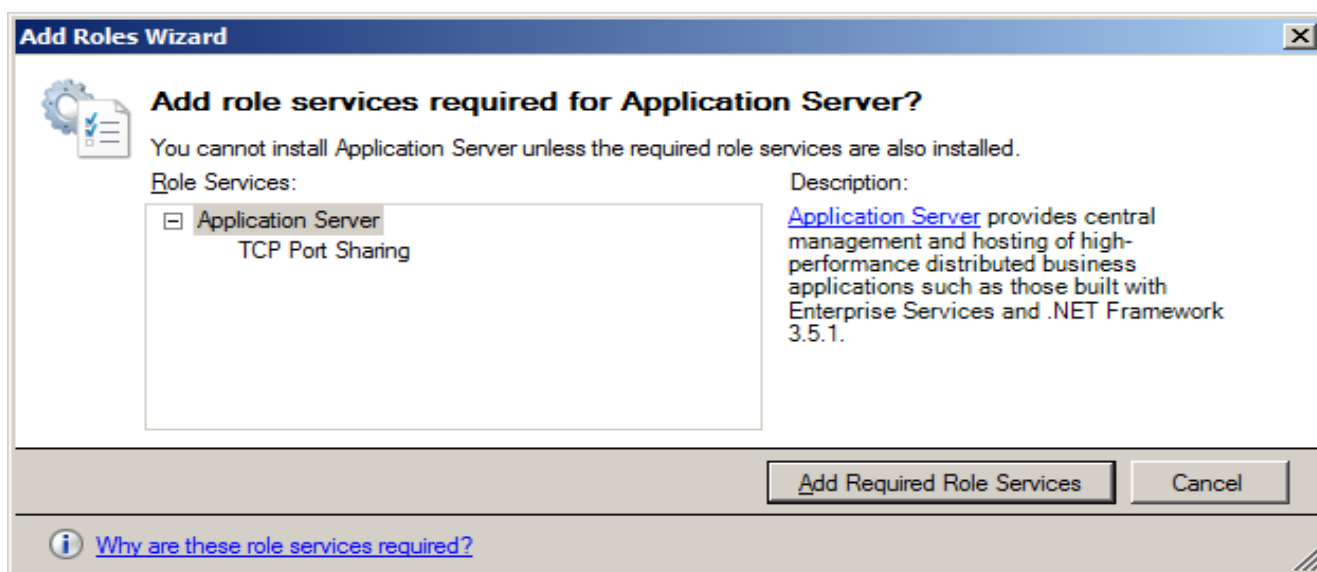 Add Roles Wizard
Add role services required for Application Server?
You cannot install Application Server unless the required role services are also installed.
Role Services:
Application Server
TCP Port Sharing
Description:
Application Server provides central
management and hosting of high-
performance distributed business
applications such as those built with
Enterprise Services and .NET Framework
3.5.1.
Add Required Role Services
Cancel
Why are these role services required?